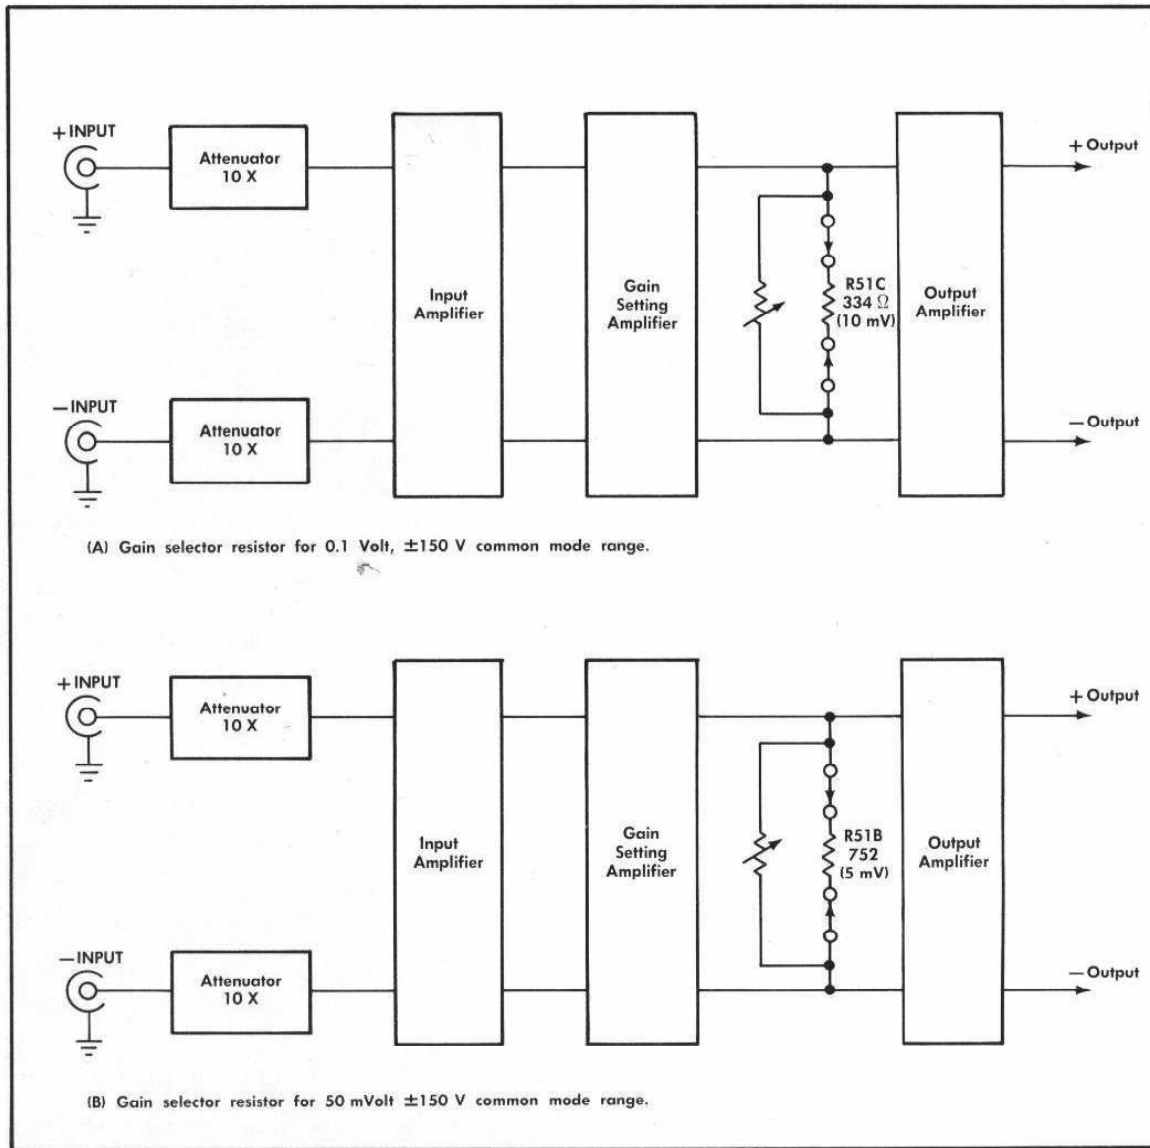 + INPUT
Attenuator
10 X
Input
Amplifier
Gain
Setting
Amplifier
R51C
334 Ω
(10 mV)
Output
Amplifier
+ Output
— INPUT
Attenuator
10 X
— Output
(A) Gain selector resistor for 0.1 Volt, ±150 V common mode range.
+ INPUT
Attenuator
10 X
Input
Amplifier
Gain
Setting
Amplifier
R51B
752
(5 mV)
Output
Amplifier
+ Output
— INPUT
Attenuator
10 X
— Output
(B) Gain selector resistor for 50 mVolt ±150 V common mode range.